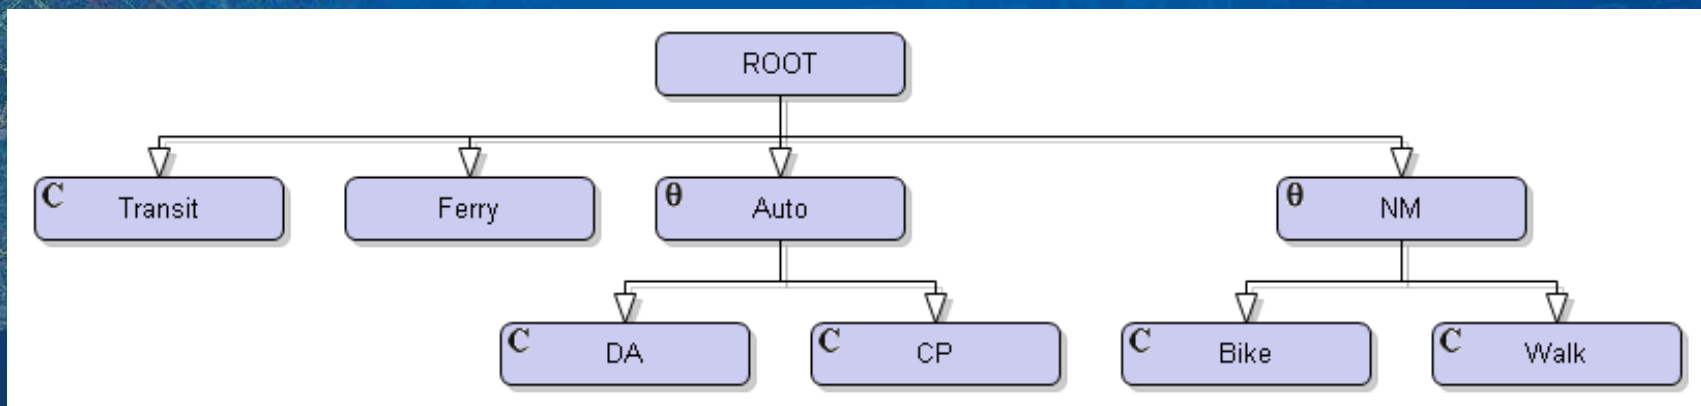 ROOT
C Transit
Ferry
θ Auto
θ NM
C DA
C CP
C Bike
C Walk